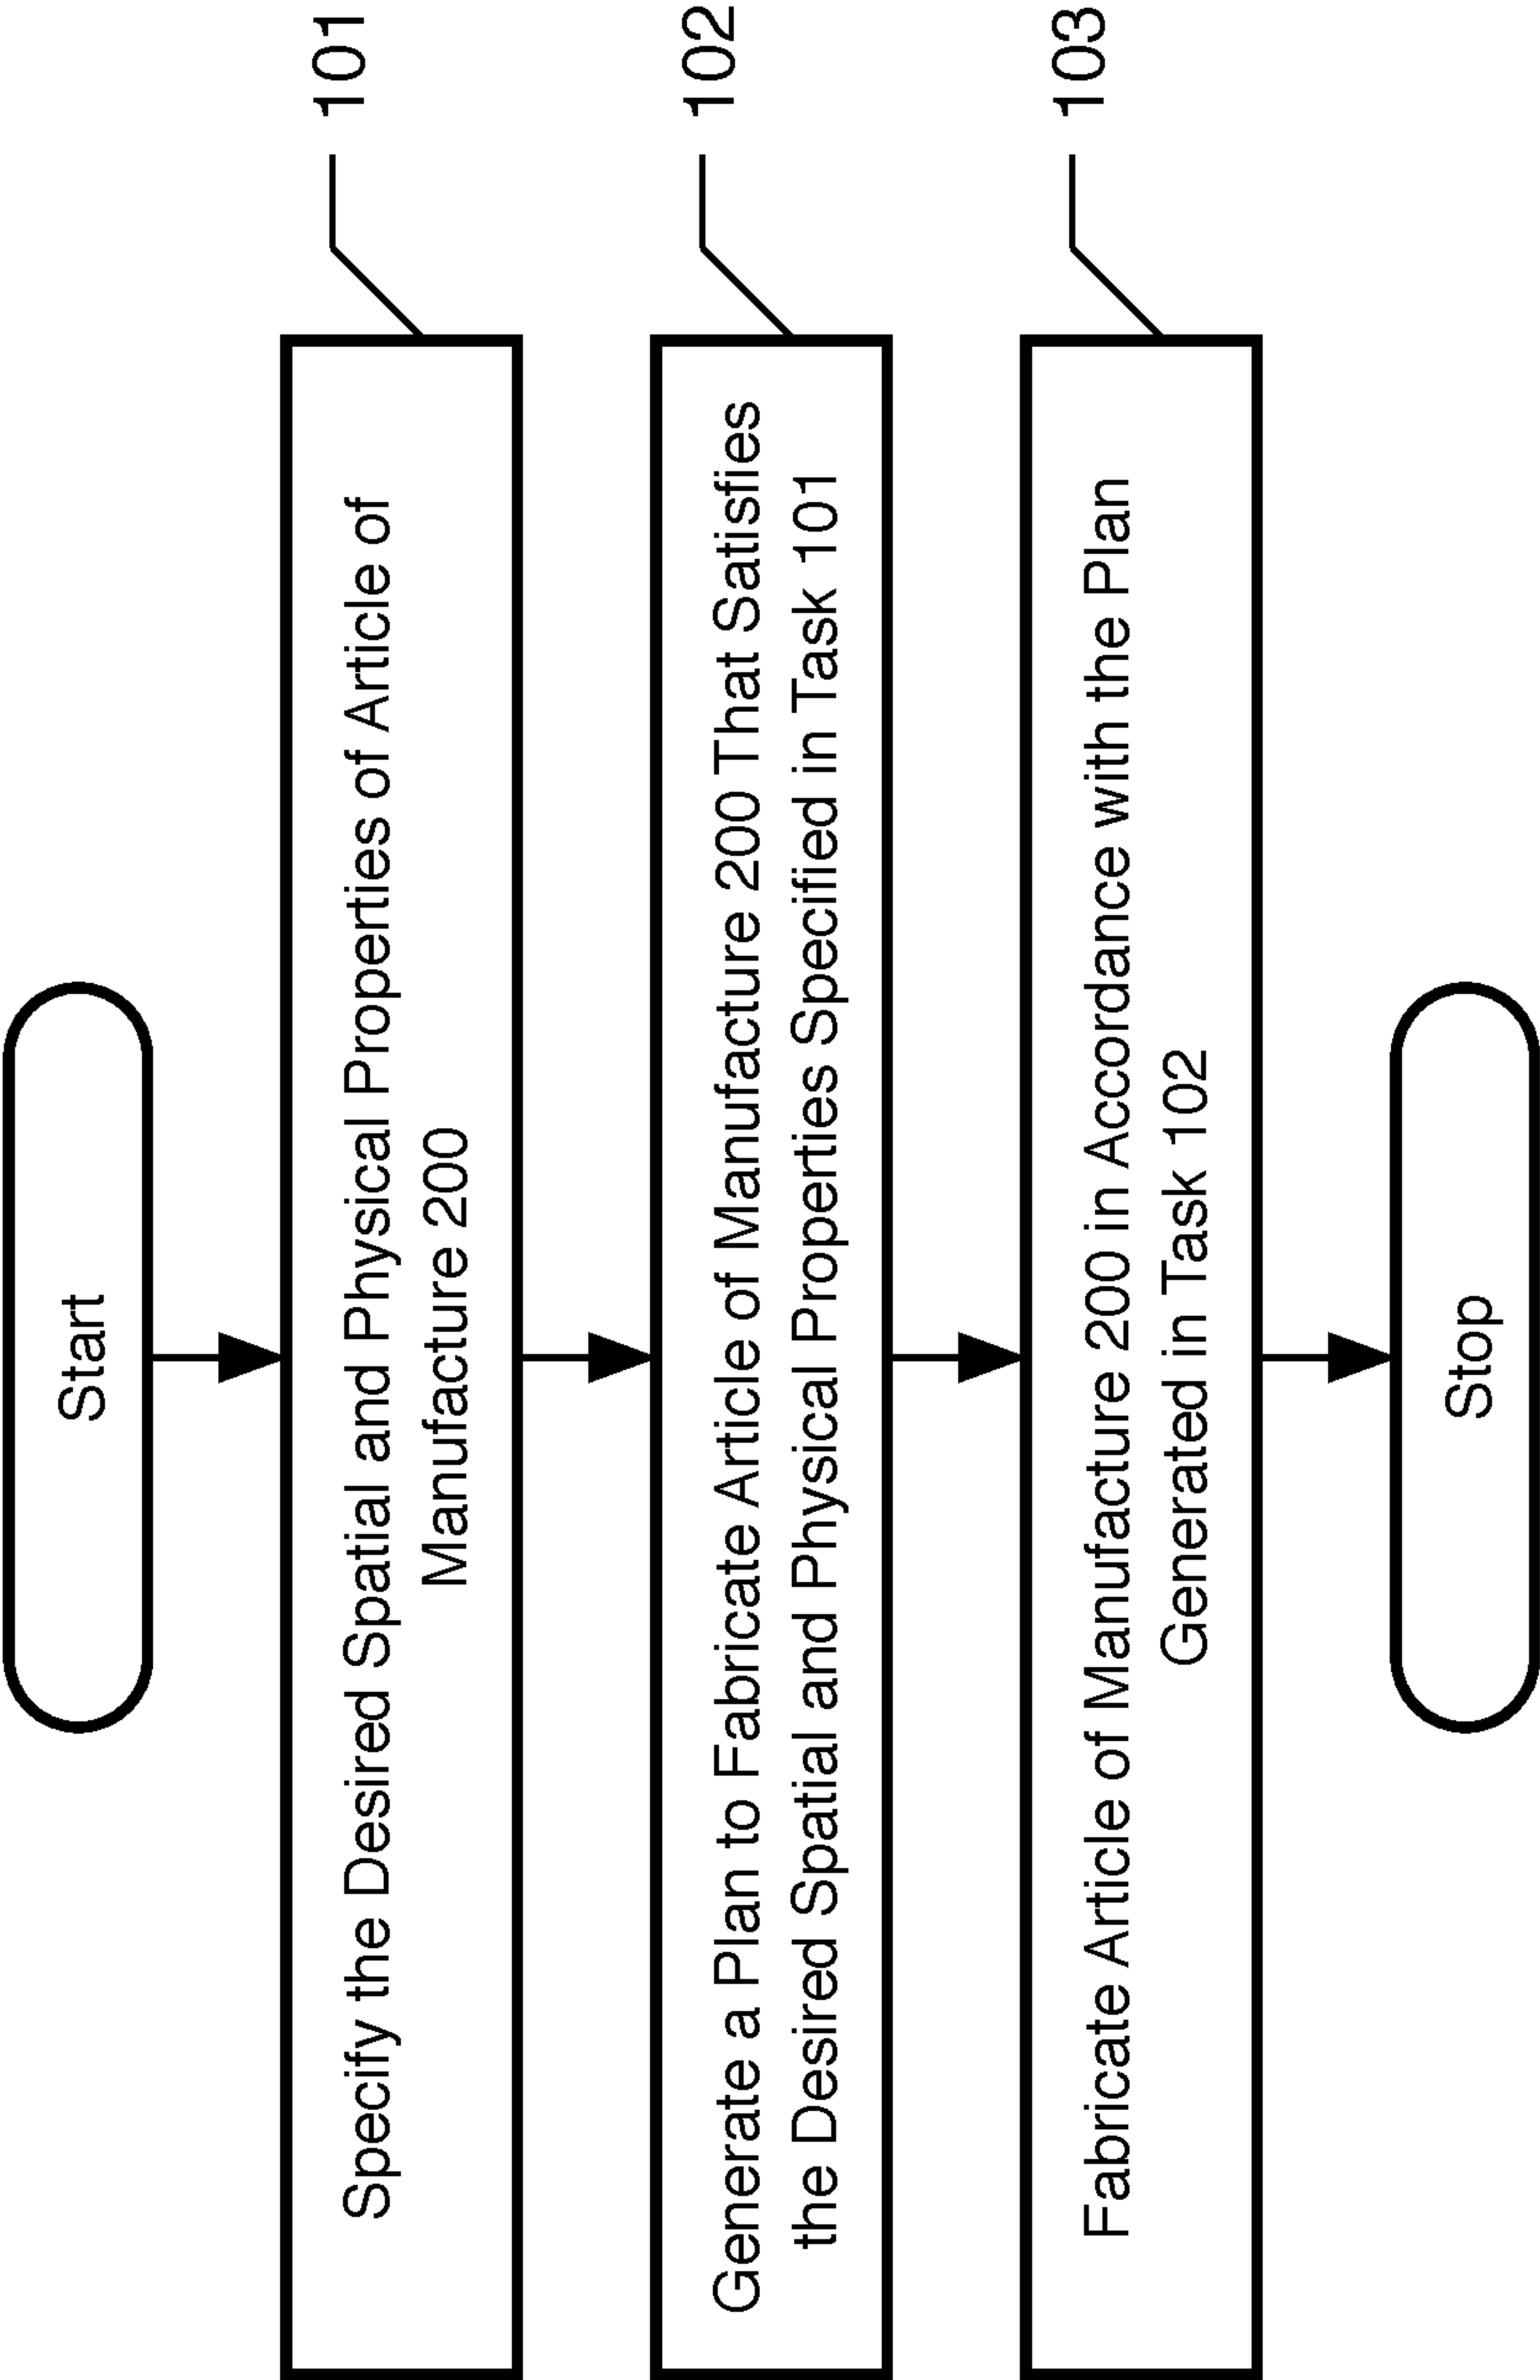 Start
Specify the Desired Spatial and Physical Properties of Article of
Manufacture 200
101
Generate a Plan to Fabricate Article of Manufacture 200 That Satisfies
the Desired Spatial and Physical Properties Specified in Task 101
102
Fabricate Article of Manufacture 200 in Accordance with the Plan
Generated in Task 102
103
Stop